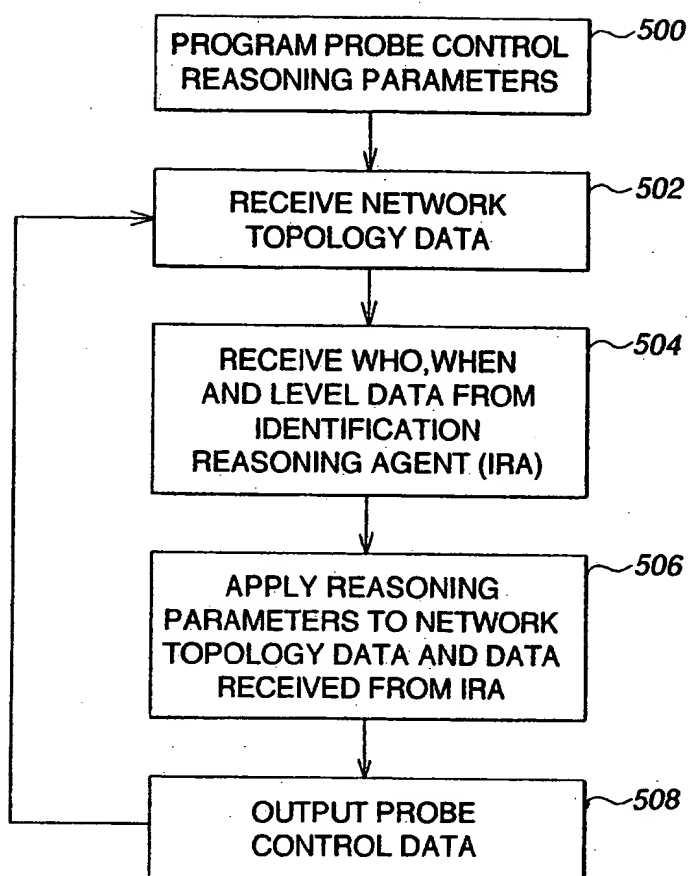 PROGRAM PROBE CONTROL
REASONING PARAMETERS
500
RECEIVE NETWORK
TOPOLOGY DATA
502
RECEIVE WHO,WHEN
AND LEVEL DATA FROM
IDENTIFICATION
REASONING AGENT (IRA)
504
APPLY REASONING
PARAMETERS TO NETWORK
TOPOLOGY DATA AND DATA
RECEIVED FROM IRA
506
OUTPUT PROBE
CONTROL DATA
508